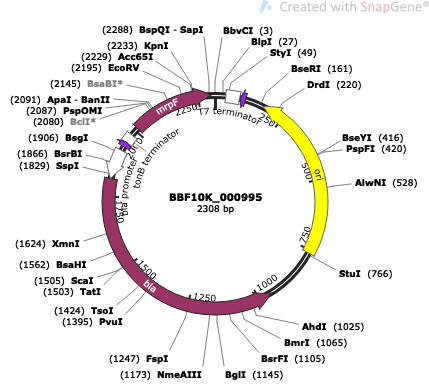 Created with SnapGene®
(2288) BspQI - SapI
(2233) KpnI
(2229) Acc65I
(2195) EcoRV
(2145) BsaBI*
(2091) ApaI - BanII
(2087) PspOMI
(2080) BclI*
(1906) BsgI
(1866) BsrBI
(1829) SspI
(1624) XmnI
(1562) BsaHI
(1505) ScaI
(1503) TatI
(1424) TsoI
(1395) PvuI
(1247) FspI
(1173) NmeAIII
BbvCI (3)
BlpI (27)
StyI (49)
BseRI (161)
DrdI (220)
BseYI (416)
PspFI (420)
AlwNI (528)
StuI (766)
AhdI (1025)
BmrI (1065)
BsrFI (1105)
BglI (1145)
mrpF
T7 terminator
tonB terminator
bla promoter
bla
ori
250
750
1000
1250
1500
2000
2250
BBF10K_000995
2308 bp